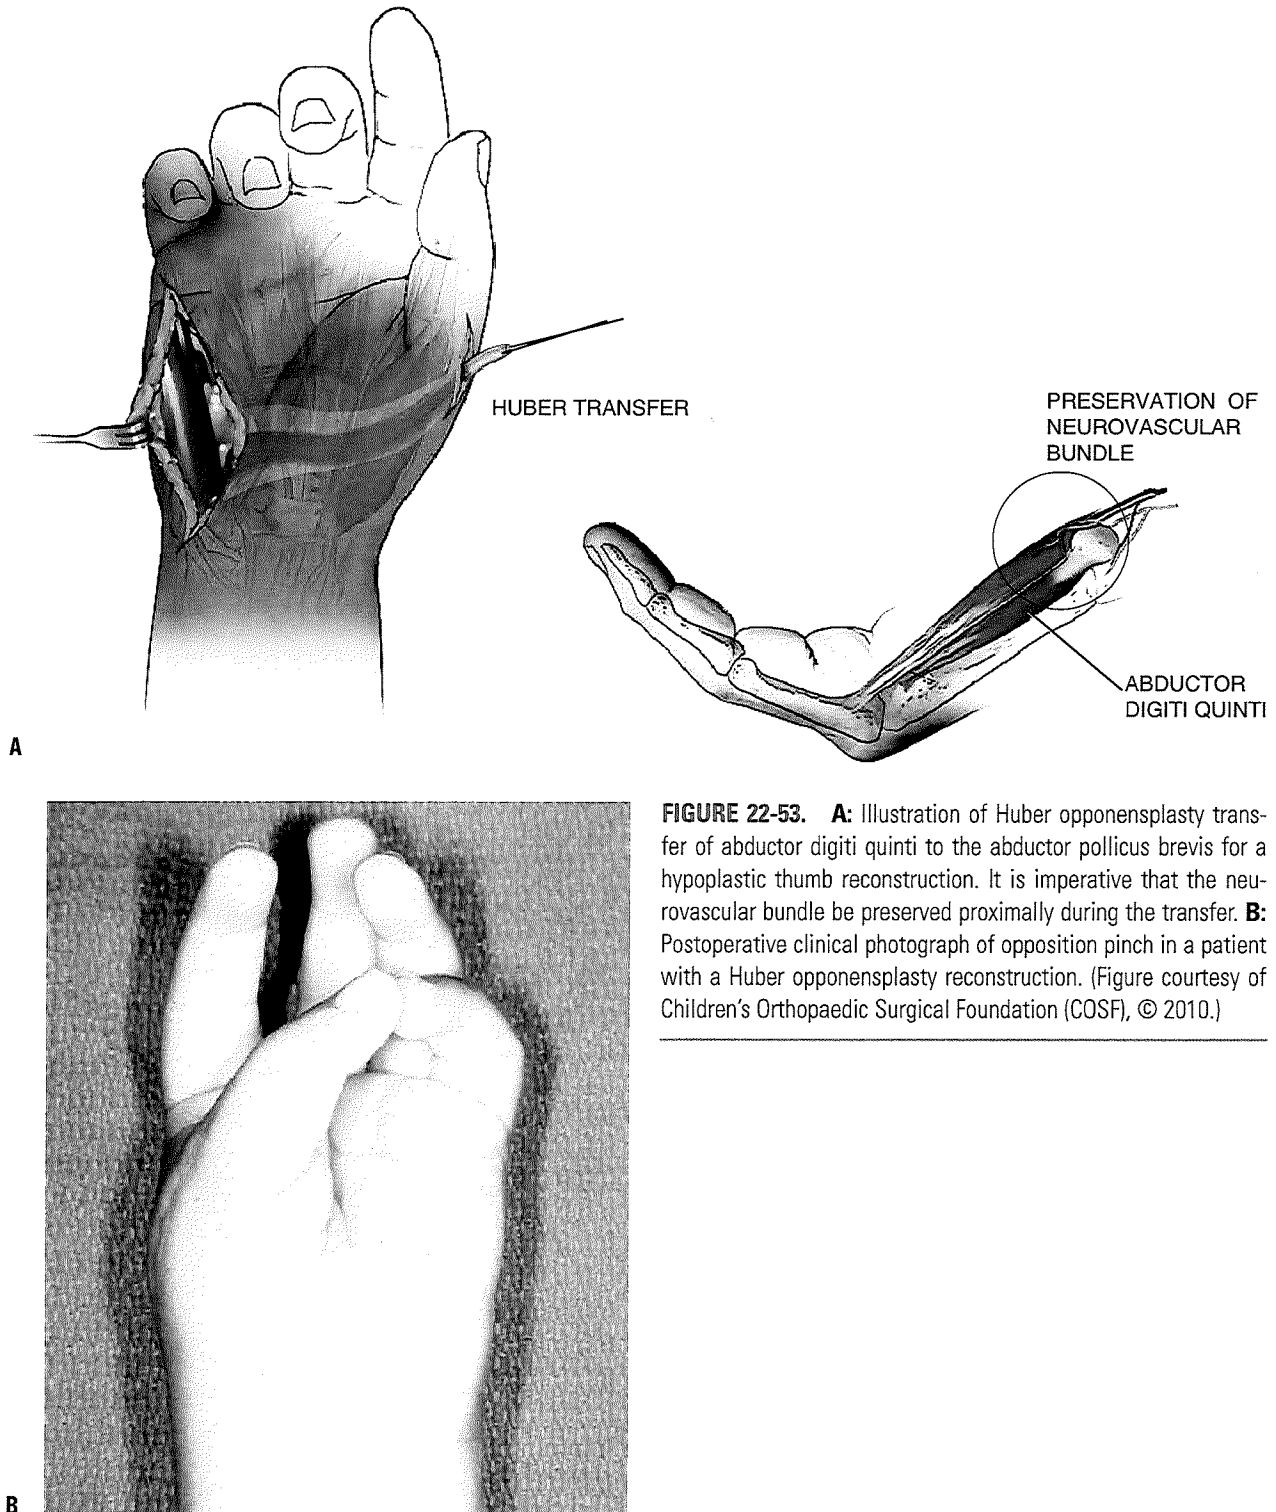 HUBER TRANSFER
PRESERVATION OF
NEUROVASCULAR
BUNDLE
ABDUCTOR
DIGITI QUINTI
A
FIGURE 22-53. A: Illustration of Huber opponensplasty trans-
fer of abductor digiti quinti to the abductor pollicus brevis for a
hypoplastic thumb reconstruction. It is imperative that the neu-
rovascular bundle be preserved proximally during the transfer. B:
Postoperative clinical photograph of opposition pinch in a patient
with a Huber opponensplasty reconstruction. (Figure courtesy of
Children's Orthopaedic Surgical Foundation (COSF), © 2010.)
B